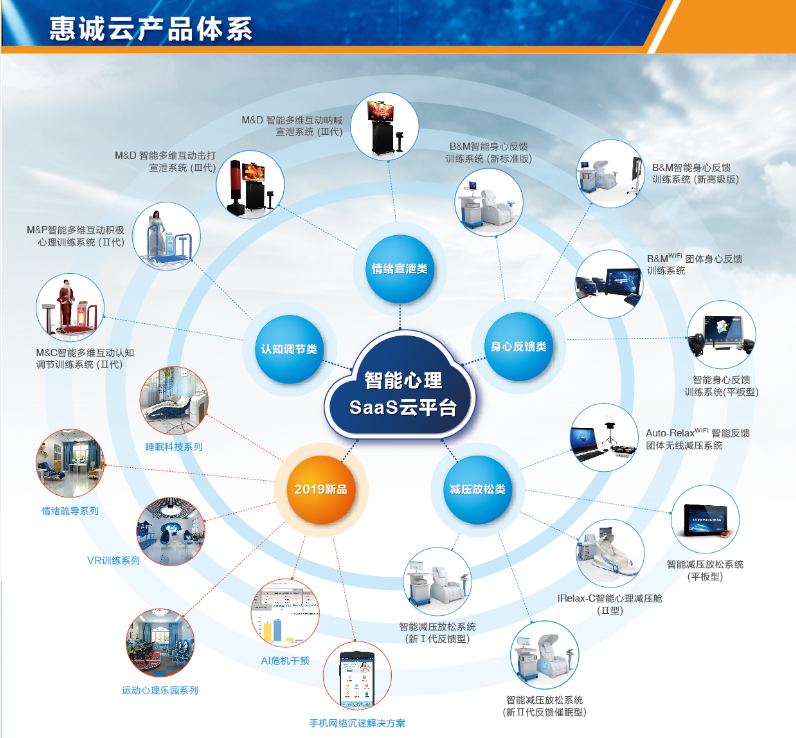 惠诚云产品体系
M&D 智能多维互动呐喊
宣泄系统 (Ⅲ代)
M&D 智能多维互动击打
宣泄系统 (Ⅲ代)
B&M智能身心反馈
训练系统 (新标准版)
B&M智能身心反馈
训练系统 (新高级版)
M&P智能多维互动积极
心理训练系统 (Ⅱ代)
B&MWiFi 团体身心反馈
训练系统
情绪宣泄类
M&C智能多维互动认知
调节训练系统 (Ⅱ代)
认知调节类
身心反馈类
智能身心反馈
训练系统(平板型)
智能心理
SaaS云平台
睡眠科技系列
Auto-RelaxWiFi 智能反馈
团体无线减压系统
2019新品
减压放松类
情绪疏导系列
VR训练系列
智能减压放松系统
(平板型)
iRelax-C智能心理减压舱
(Ⅱ型)
智能减压放松系统
(新Ⅰ代反馈型)
AI危机干预
运动心理乐园系列
智能减压放松系统
(新Ⅱ代反馈催眠型)
手机网络沉迷解决方案